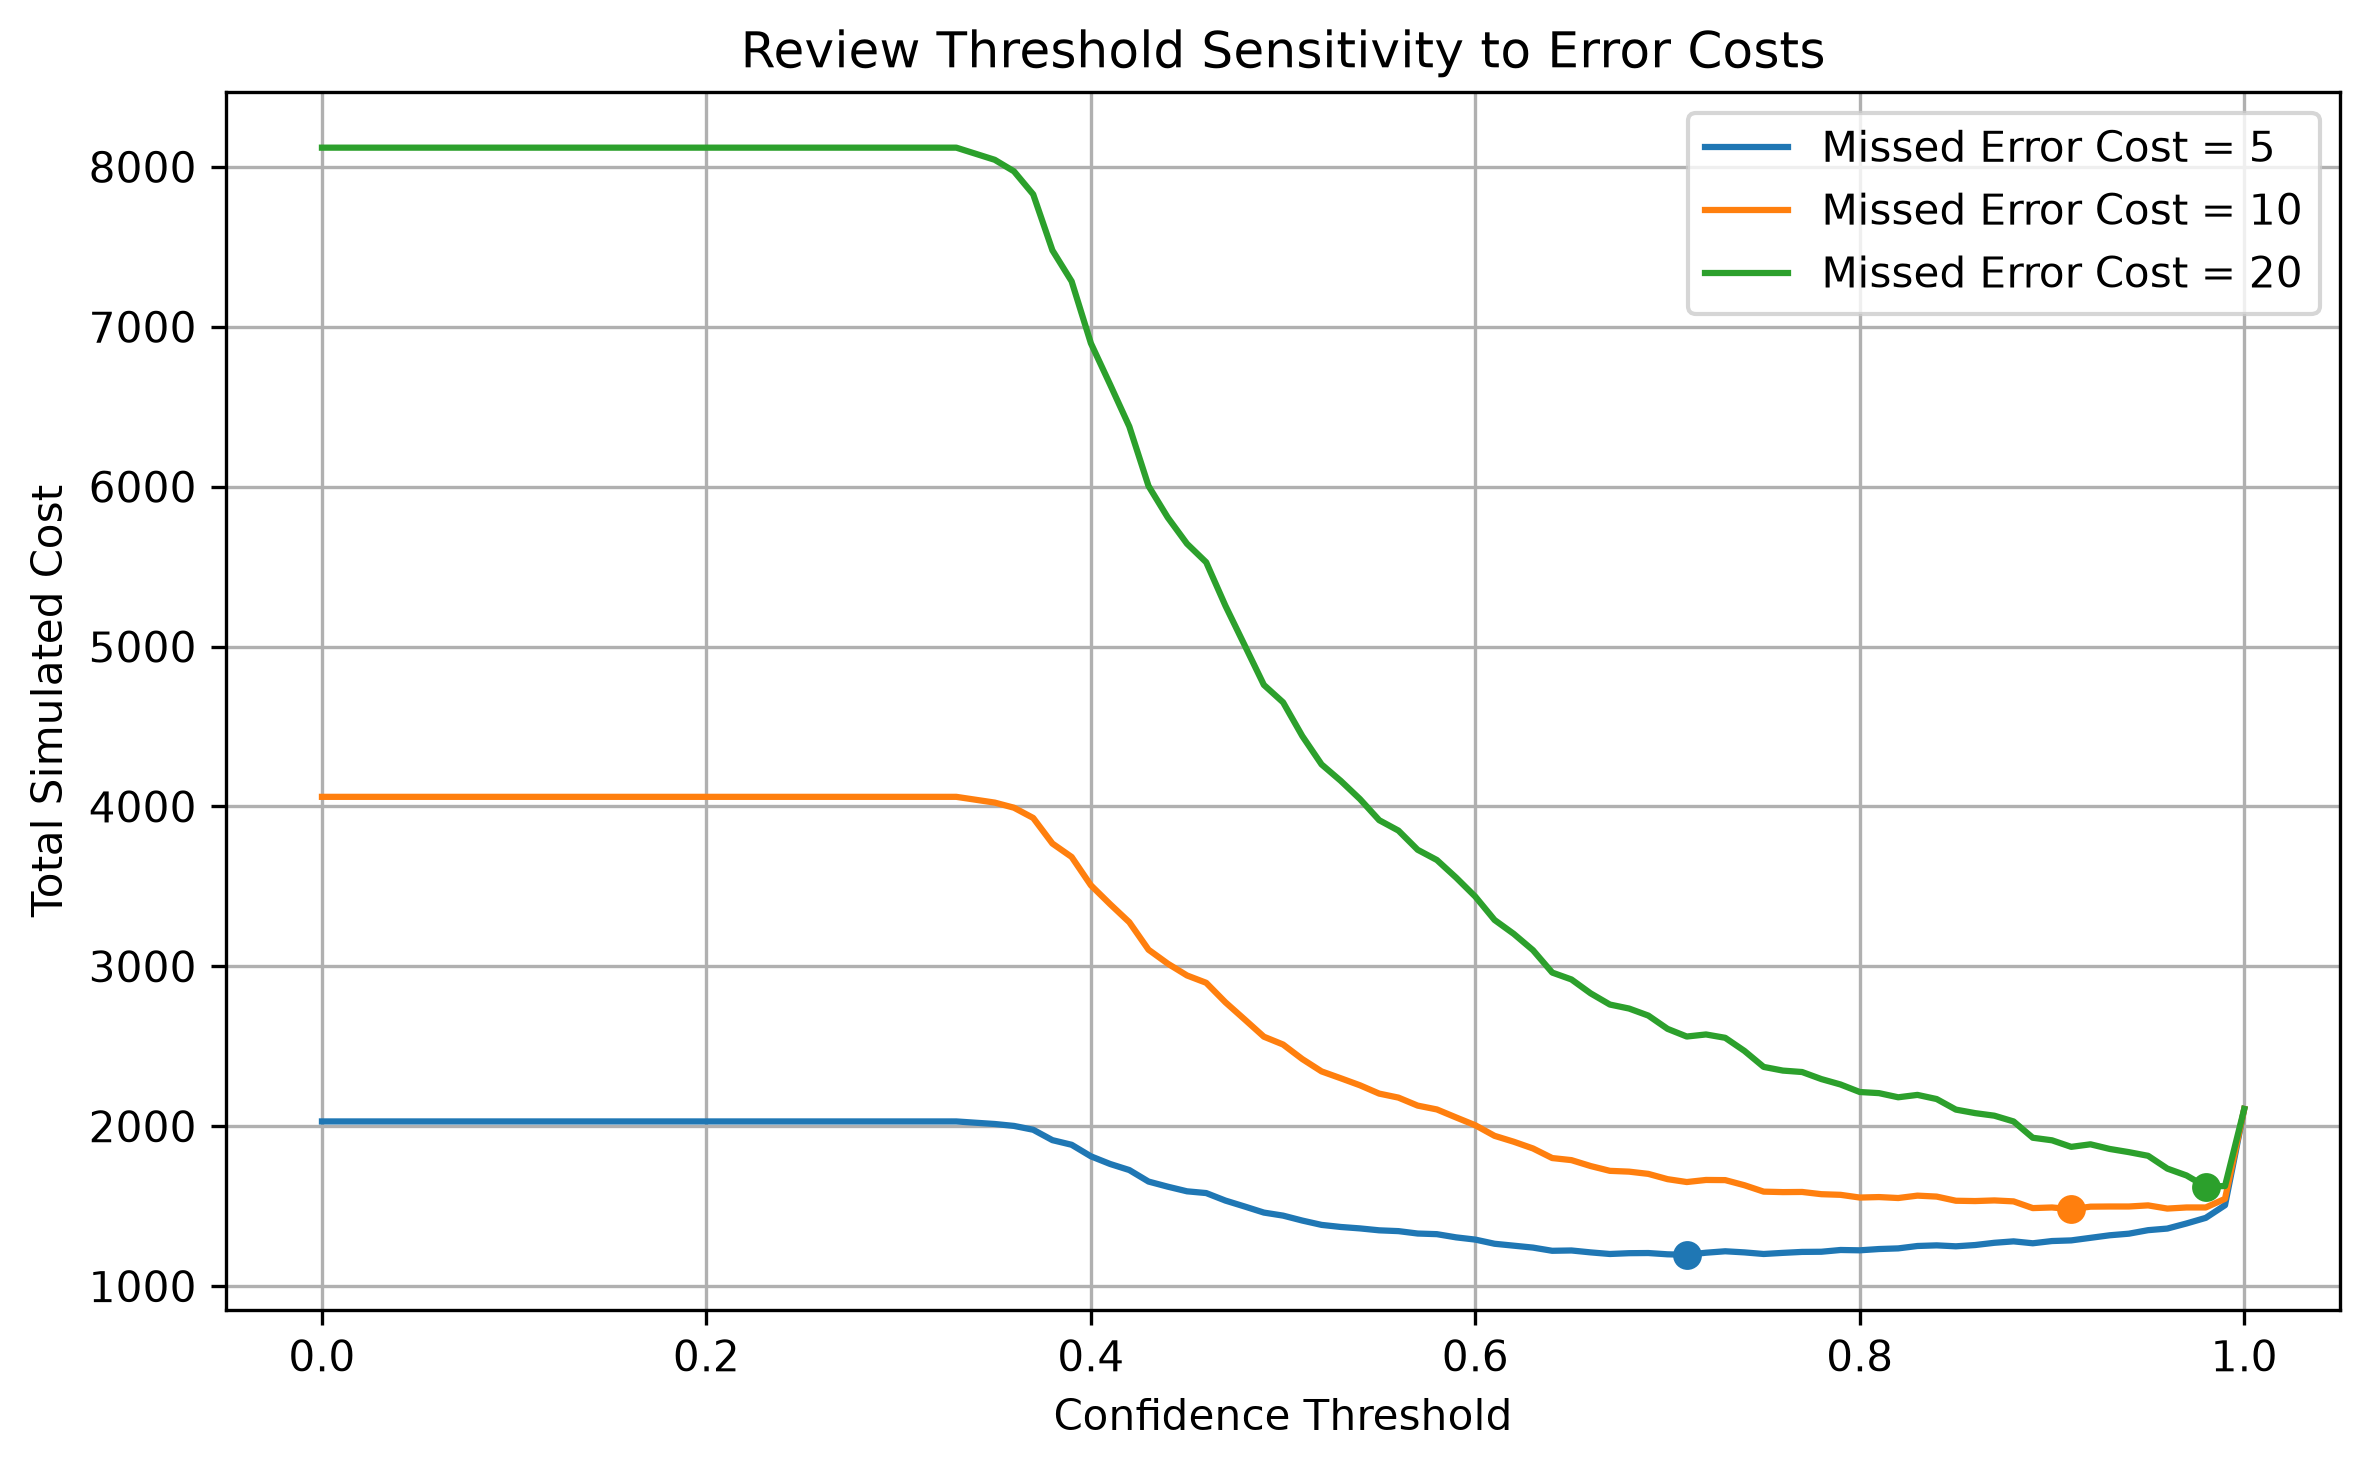 Review Threshold Sensitivity to Error Costs
Missed Error Cost = 5
Missed Error Cost = 10
Missed Error Cost = 20
Total Simulated Cost
8000
7000
6000
5000
4000
3000
2000
1000
0.0 0.2 0.4 0.6 0.8 1.0
Confidence Threshold